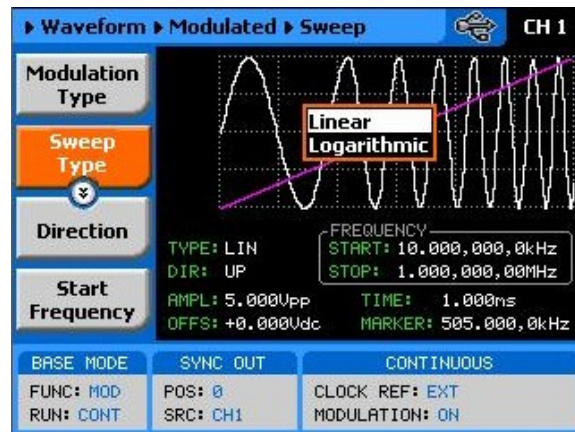 Waveform Modulated Sweep CH 1
Modulation Type
Sweep Type
Direction
Start Frequency
Linear
Logarithmic
TYPE: LIN
DIR: UP
FREQUENCY
START: 10.000,000,0kHz
STOP: 1.000,000,00MHz
AMPL: 5.000Vpp TIME: 1.000ms
OFFS: +0.000Vdc MARKER: 505.000,0kHz
BASE MODE SYNC OUT CONTINUOUS
FUNC: MOD POS: 0 CLOCK REF: EXT
RUN: CONT SRC: CH1 MODULATION: ON